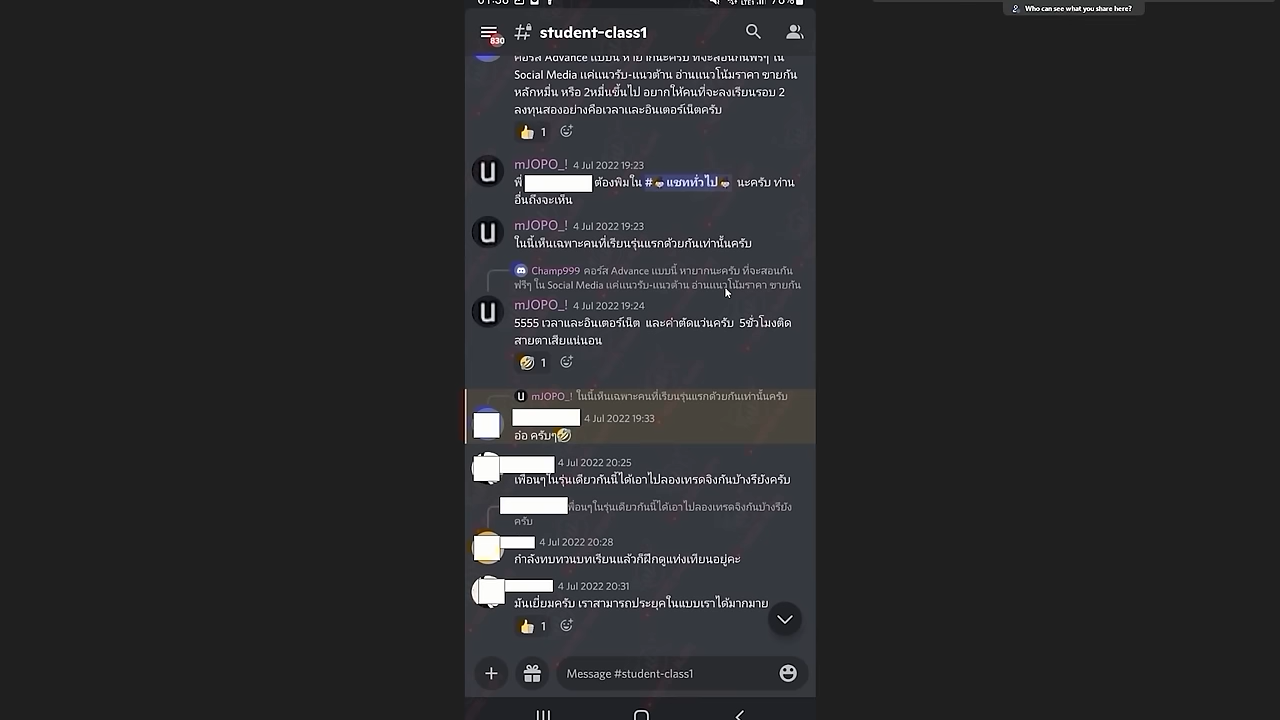 Who can see what you share here?
830
# student-class1
คอร์ส Advance แบบนี้ หายากนะครับ ที่จะสอนกันฟรีๆ ใน
Social Media แค่แนวรับ-แนวต้าน อ่านแนวโน้มราคา ขายกัน
หลักหมื่น หรือ 2หมื่นขึ้นไป อยากให้คนที่จะลงเรียนรอบ 2
ลงทุนสองอย่างคือเวลาและอินเตอร์เน็ตครับ
👍 1
mJOPO_! 4 Jul 2022 19:23
พี่ ต้องพิมใน #แชททั่วไป นะครับ ท่าน
อื่นถึงจะเห็น
mJOPO_! 4 Jul 2022 19:23
ในนี้เห็นเฉพาะคนที่เรียนรุ่นแรกด้วยกันเท่านั้นครับ
Champ999 คอร์ส Advance แบบนี้ หายากนะครับ ที่จะสอนกัน
ฟรีๆ ใน Social Media แค่แนวรับ-แนวต้าน อ่านแนวโน้มราคา ขายกัน
mJOPO_! 4 Jul 2022 19:24
5555 เวลาและอินเตอร์เน็ต และค่าตัดแว่นครับ 5ชั่วโมงติด
สายตาเสียแน่นอน
🤣 1
mJOPO_! ในนี้เห็นเฉพาะคนที่เรียนรุ่นแรกด้วยกันเท่านั้นครับ
4 Jul 2022 19:33
อ๋อ ครับๆ🤣
4 Jul 2022 20:25
เพื่อนๆในรุ่นเดียวกันนี้ได้เอาไปลองเทรดจิงกันบ้างรึยังครับ
พื่อนๆในรุ่นเดียวกันนี้ได้เอาไปลองเทรดจิงกันบ้างรึยัง
ครับ
4 Jul 2022 20:28
กำลังทบทวนบทเรียนแล้วก็ฝึกดูแท่งเทียนอยู่คะ
4 Jul 2022 20:31
มันเยี่ยมครับ เราสามารถประยุคในแบบเราได้มากมาย
👍 1
Message #student-class1